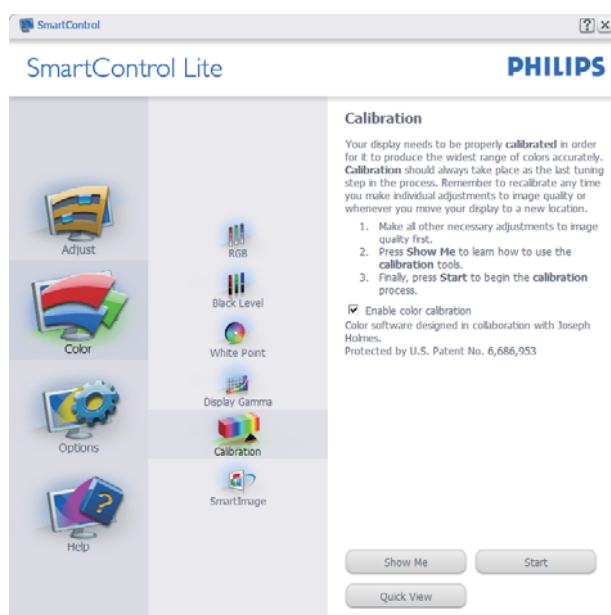 SmartControl
SmartControl Lite
PHILIPS
Adjust
Color
Options
Help
RGB
Black Level
White Point
Display Gamma
Calibration
SmartImage
Calibration
Your display needs to be properly calibrated in order
for it to produce the widest range of colors accurately.
Calibration should always take place as the last tuning
step in the process. Remember to recalibrate any time
you make individual adjustments to image quality or
whenever you move your display to a new location.
1. Make all other necessary adjustments to image
quality first.
2. Press Show Me to learn how to use the
calibration tools.
3. Finally, press Start to begin the calibration
process.
Enable color calibration
Color software designed in collaboration with Joseph
Holmes.
Protected by U.S. Patent No. 6,686,953
Show Me
Start
Quick View